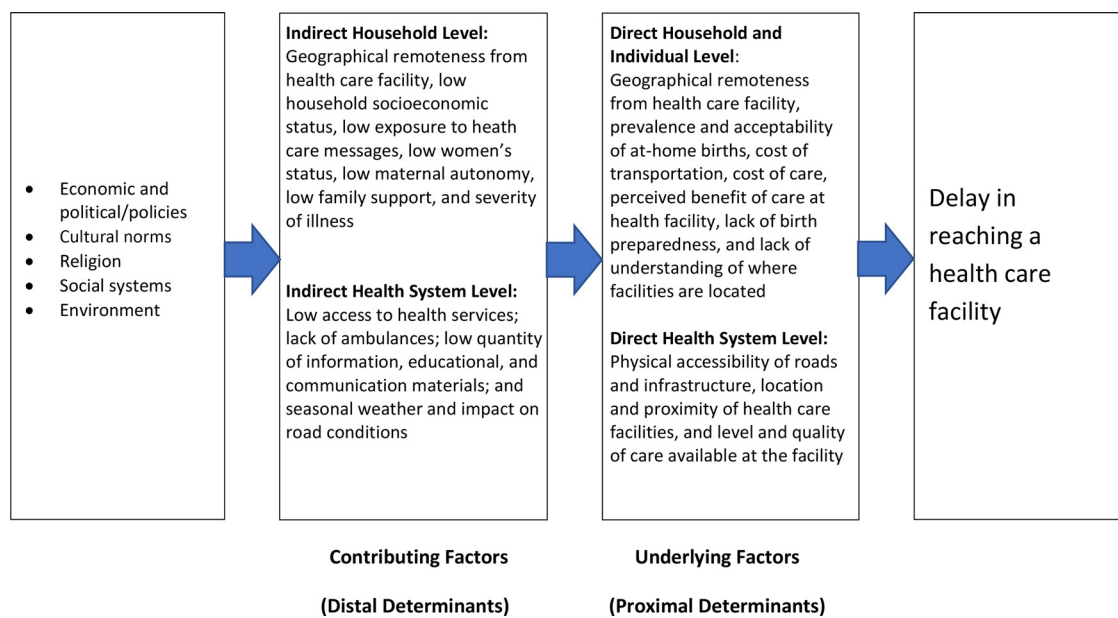 • Economic and
political/policies
• Cultural norms
• Religion
• Social systems
• Environment
Indirect Household Level:
Geographical remoteness from
health care facility, low
household socioeconomic
status, low exposure to heath
care messages, low women's
status, low maternal autonomy,
low family support, and severity
of illness
Indirect Health System Level:
Low access to health services;
lack of ambulances; low quantity
of information, educational, and
communication materials; and
seasonal weather and impact on
road conditions
Direct Household and
Individual Level:
Geographical remoteness
from health care facility,
prevalence and acceptability
of at-home births, cost of
transportation, cost of care,
perceived benefit of care at
health facility, lack of birth
preparedness, and lack of
understanding of where
facilities are located
Direct Health System Level:
Physical accessibility of roads
and infrastructure, location
and proximity of health care
facilities, and level and quality
of care available at the facility
Delay in
reaching a
health care
facility
Contributing Factors
(Distal Determinants)
Underlying Factors
(Proximal Determinants)